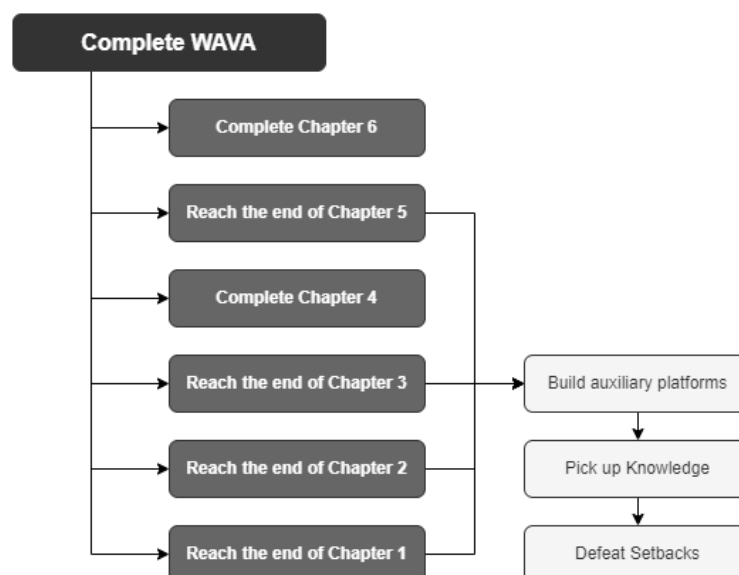 Complete WAVA
Complete Chapter 6
Reach the end of Chapter 5
Complete Chapter 4
Reach the end of Chapter 3
Build auxiliary platforms
Reach the end of Chapter 2
Pick up Knowledge
Reach the end of Chapter 1
Defeat Setbacks